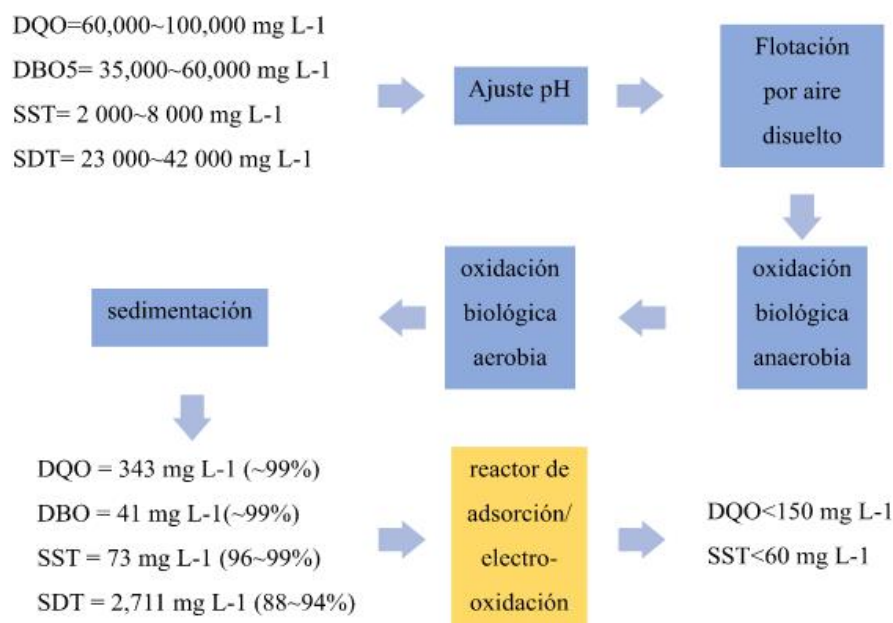 DQO=60,000~100,000 mg L-1
DBO5= 35,000~60,000 mg L-1
SST= 2 000~8 000 mg L-1
SDT= 23 000~42 000 mg L-1
Ajuste pH
Flotación
por aire
disuelto
oxidación
biológica
anaerobia
oxidación
biológica
aerobia
sedimentación
DQO = 343 mg L-1 (~99%)
DBO = 41 mg L-1(~99%)
SST = 73 mg L-1 (96~99%)
SDT = 2,711 mg L-1 (88~94%)
reactor de
adsorción/
electro-
oxidación
DQO<150 mg L-1
SST<60 mg L-1